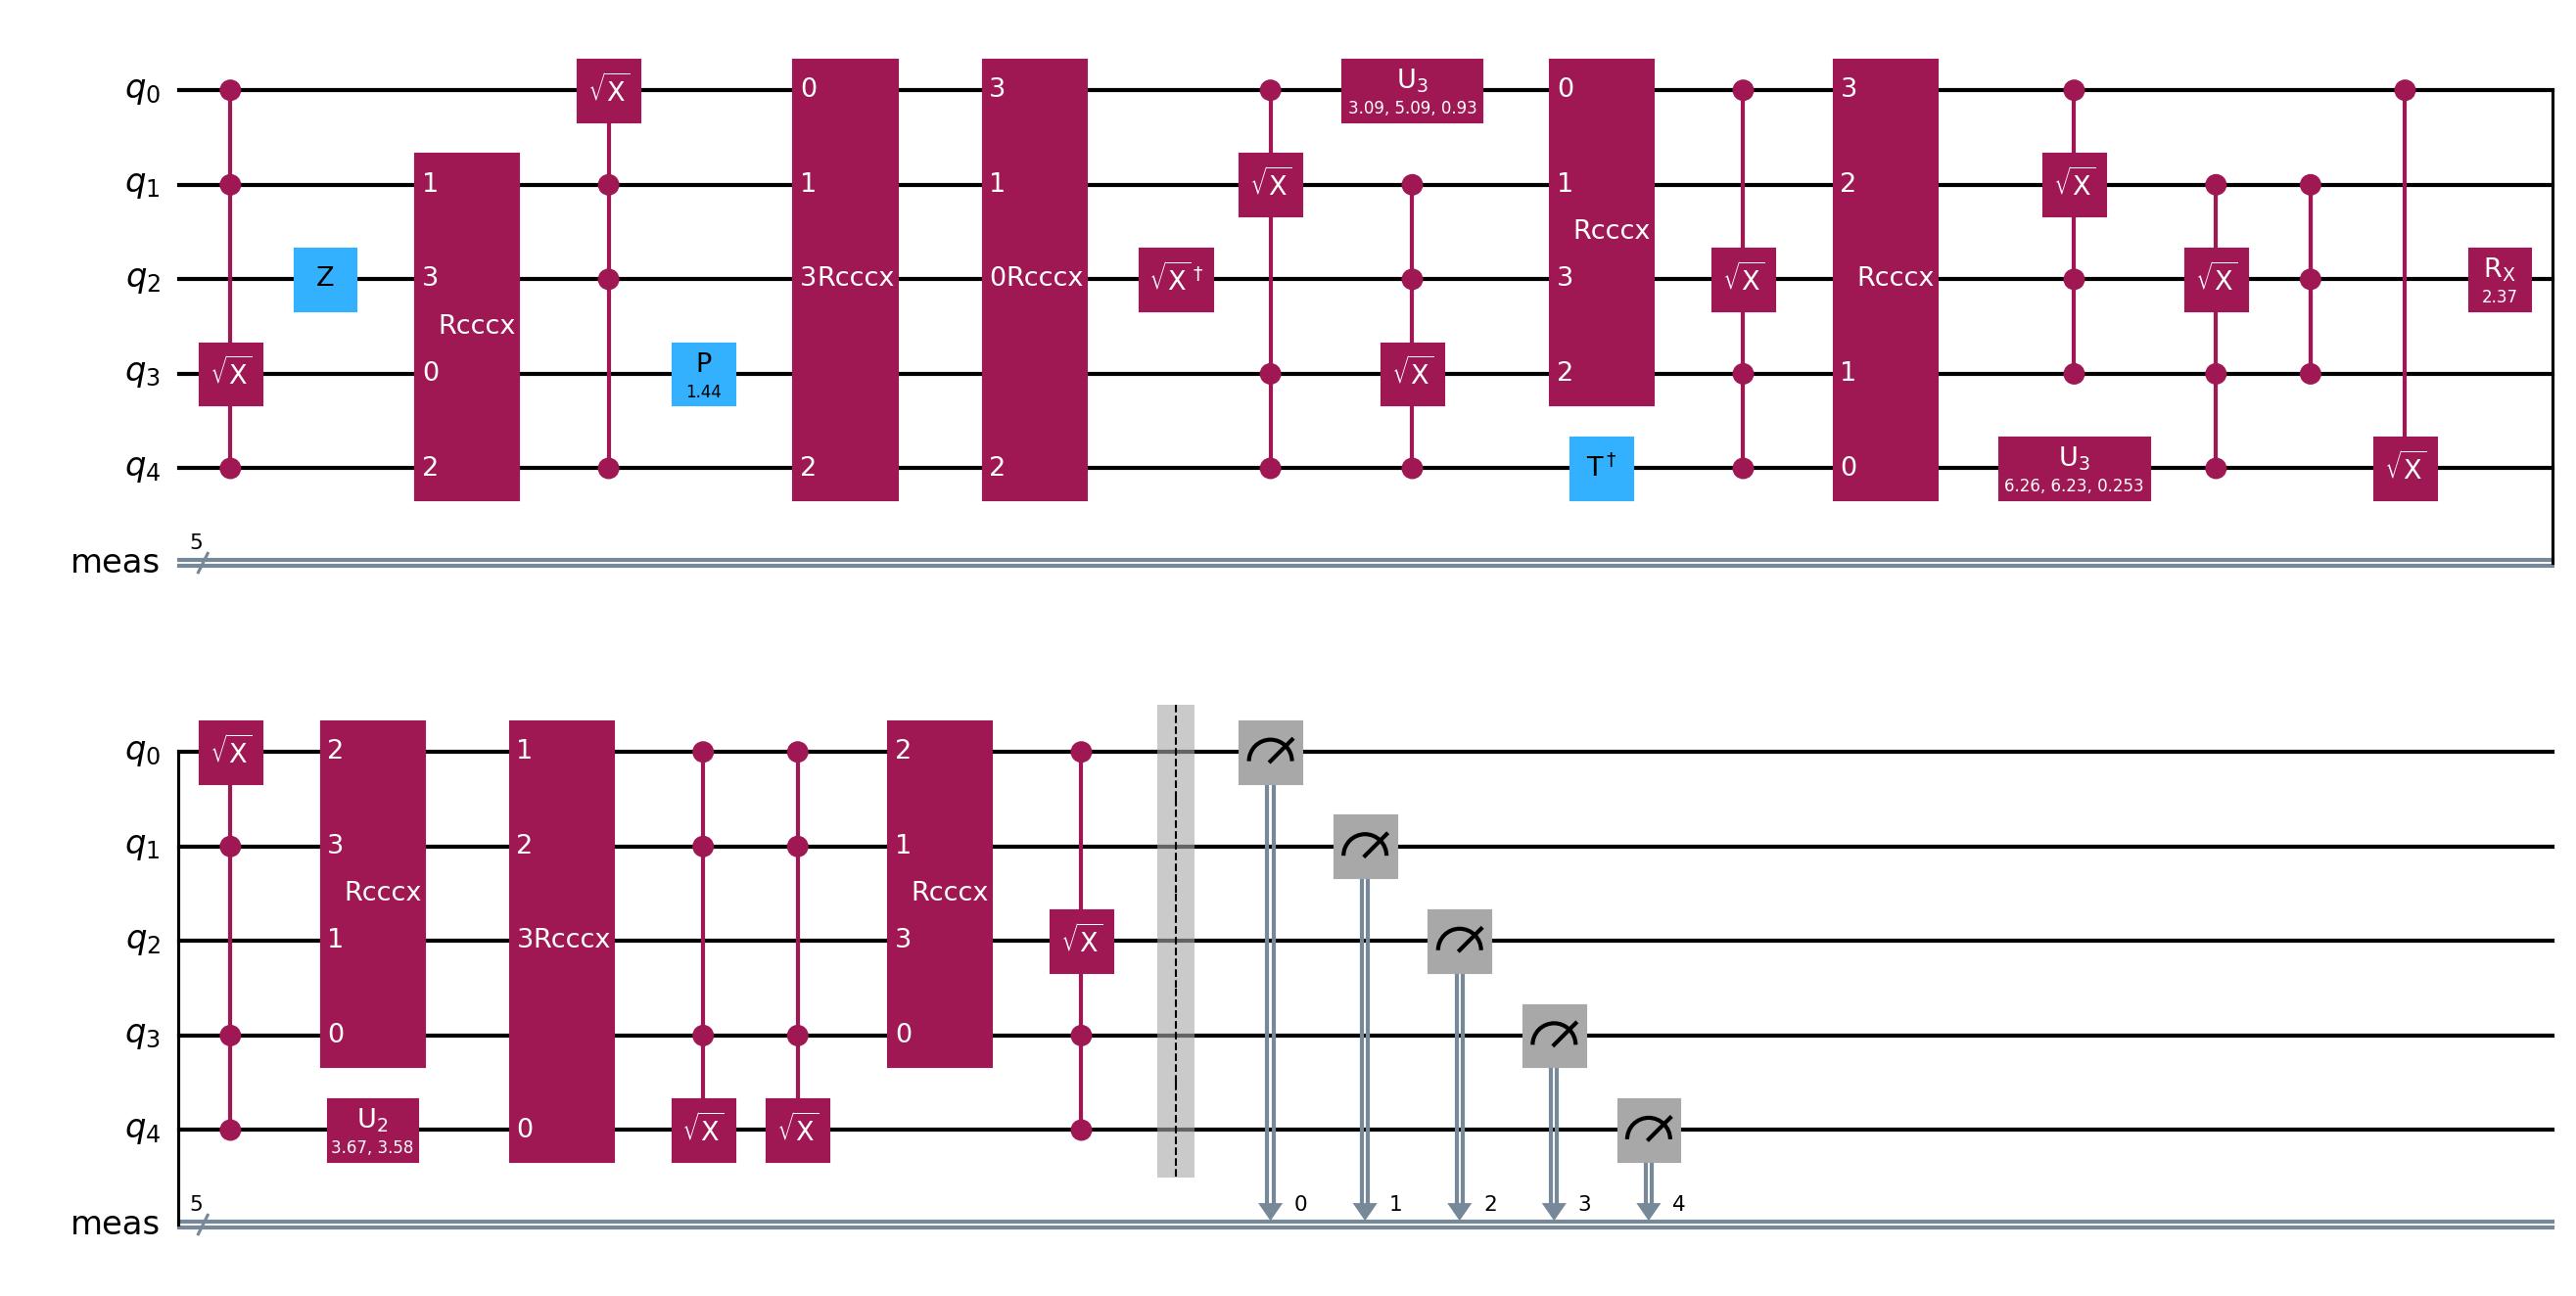 q0 √X 0 3 U3 3.09, 5.09, 0.93 0 3
q1 1 1 1 √X 1 2 √X
Rcccx
q2 Z 3 3Rcccx 0Rcccx √X† 3 √X Rcccx √X RX 2.37
Rcccx
q3 √X 0 P 1.44 √X 2 1
q4 2 2 2 T† 0 U3 6.26, 6.23, 0.253 √X
5
meas
q0 √X 2 1 2
q1 3 2 1
Rcccx Rcccx
q2 1 3Rcccx 3 √X
q3 0 0
q4 U2 3.67, 3.58 0 √X √X
5 0 1 2 3 4
meas